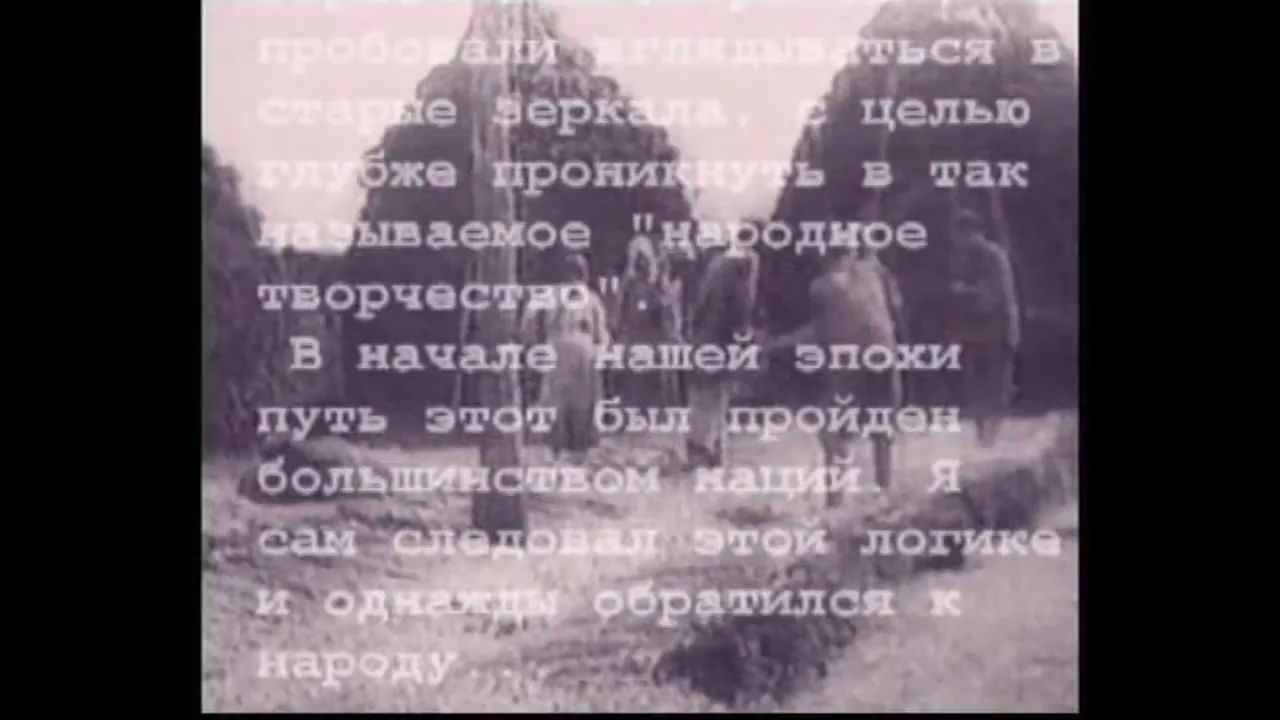 пробовали вглядываться в
старые зеркала, с целью
глубже проникнуть в так
называемое "народное
творчество".
В начале нашей эпохи
путь этот был пройден
большинством наций. Я
сам следовал этой логике
и однажды обратился к
народу...